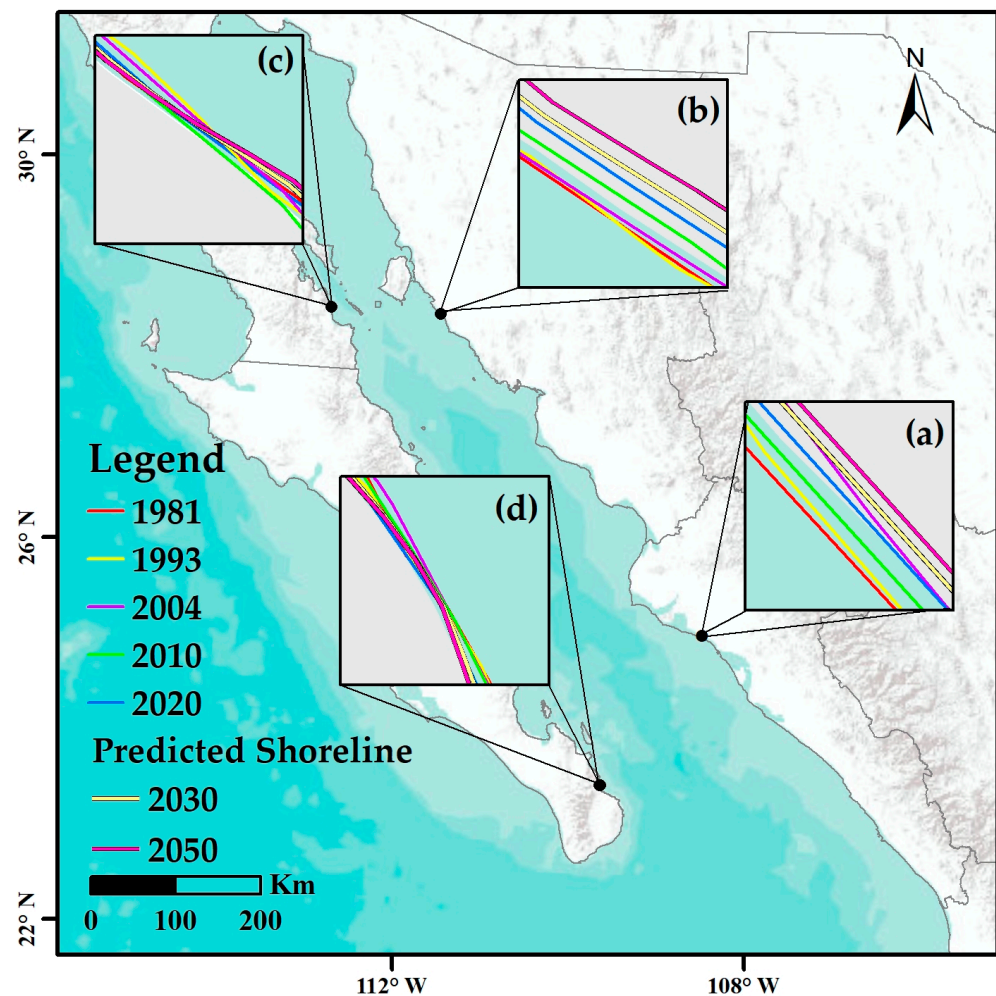 (c)
(b)
N
30° N
(a)
Legend
1981
(d)
1993
26° N
2004
2010
2020
Predicted Shoreline
2030
2050
Km
0 100 200
22° N
112° W 108° W